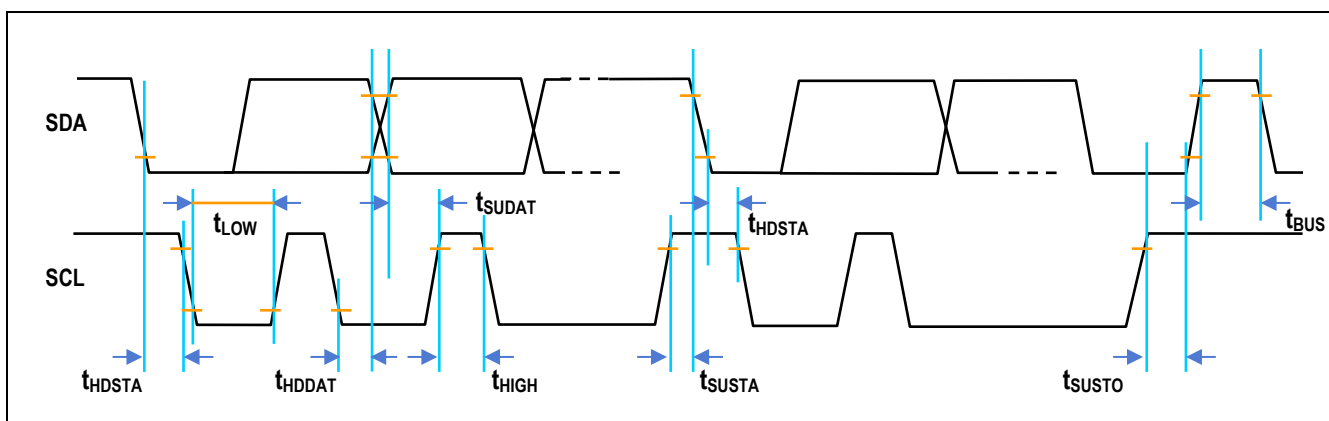 SDA
tSUDAT
tLOW
tHDSTA
tBUS
SCL
tHDSTA
tHDDAT
tHIGH
tSUSTA
tSUSTO